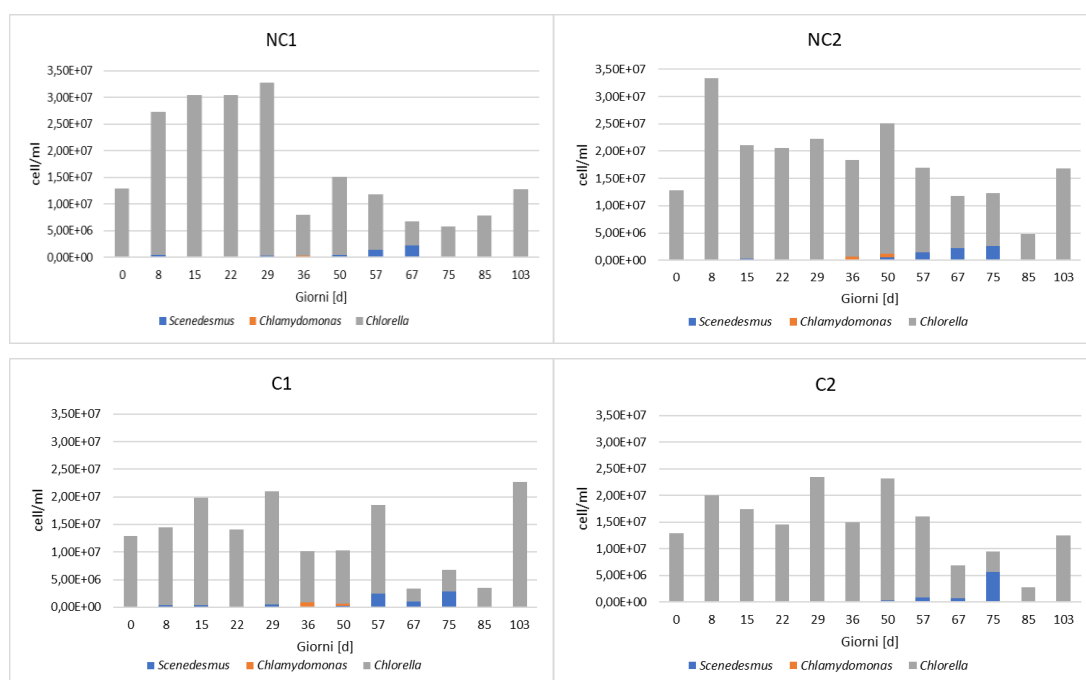 NC1
3,50E+07
3,00E+07
2,50E+07
2,00E+07
1,50E+07
1,00E+07
5,00E+06
0,00E+00
cell/ml
0 8 15 22 29 36 50 57 67 75 85 103
Giorni [d]
Scenedesmus Chlamydomonas Chlorella
NC2
3,50E+07
3,00E+07
2,50E+07
2,00E+07
1,50E+07
1,00E+07
5,00E+06
0,00E+00
cell/ml
0 8 15 22 29 36 50 57 67 75 85 103
Giorni [d]
Scenedesmus Chlamydomonas Chlorella
C1
3,50E+07
3,00E+07
2,50E+07
2,00E+07
1,50E+07
1,00E+07
5,00E+06
0,00E+00
cell/ml
0 8 15 22 29 36 50 57 67 75 85 103
Giorni [d]
Scenedesmus Chlamydomonas Chlorella
C2
3,50E+07
3,00E+07
2,50E+07
2,00E+07
1,50E+07
1,00E+07
5,00E+06
0,00E+00
cell/ml
0 8 15 22 29 36 50 57 67 75 85 103
Giorni [d]
Scenedesmus Chlamydomonas Chlorella